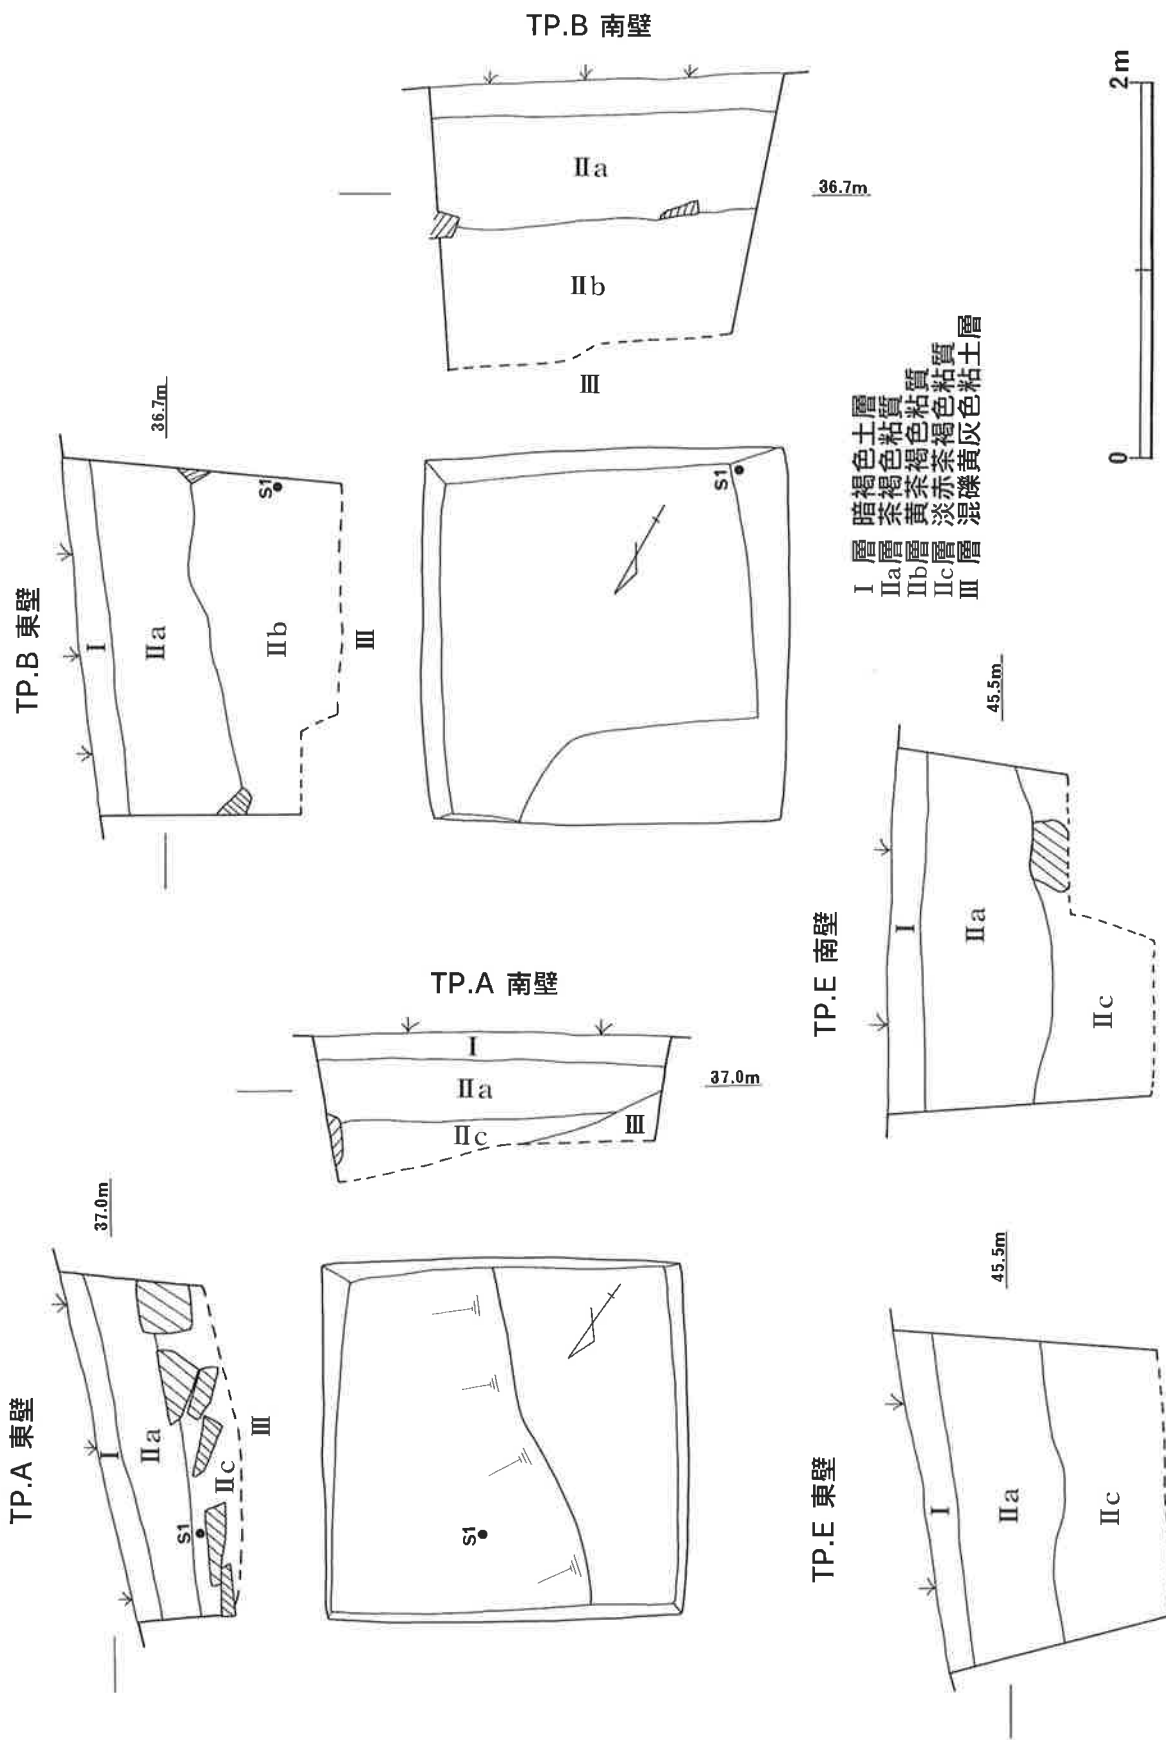 TP.B 南壁
IIa
36.7m
IIb
III
2m
0
TP.B 東壁
36.7m
I
IIa
IIb
S1
III
S1
I 層 暗褐色土層
IIa層 茶褐色粘質
IIb層 黄茶褐色粘質
IIc層 淡赤茶褐色粘質
III 層 混礫黄灰色粘土層
TP.A 南壁
I
IIa
37.0m
IIc
III
TP.E 南壁
45.5m
I
IIa
IIc
TP.A 東壁
37.0m
I
IIa
IIc
S1
III
S1
TP.E 東壁
45.5m
I
IIa
IIc